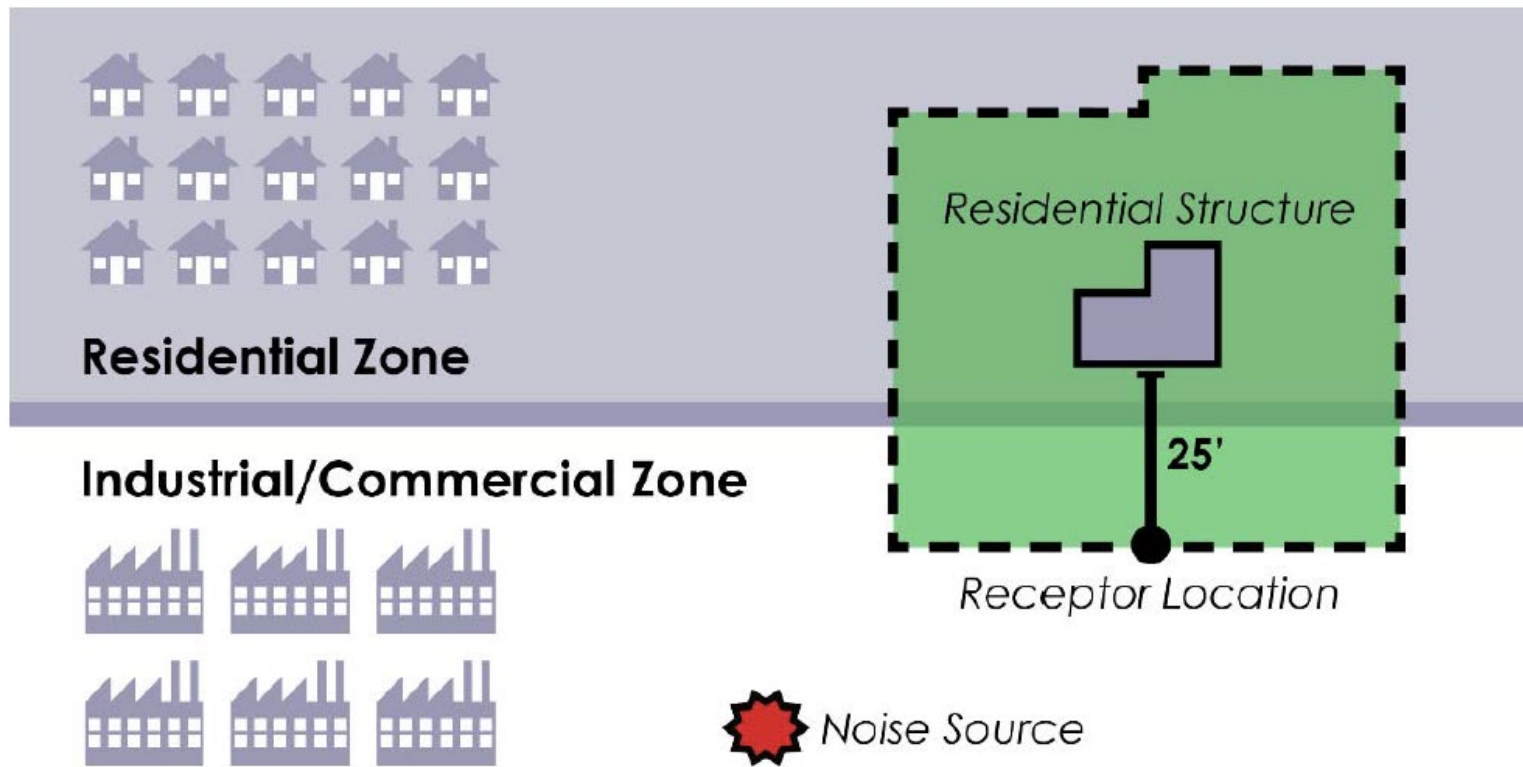 Residential Structure
Residential Zone
25'
Industrial/Commercial Zone
Receptor Location
Noise Source